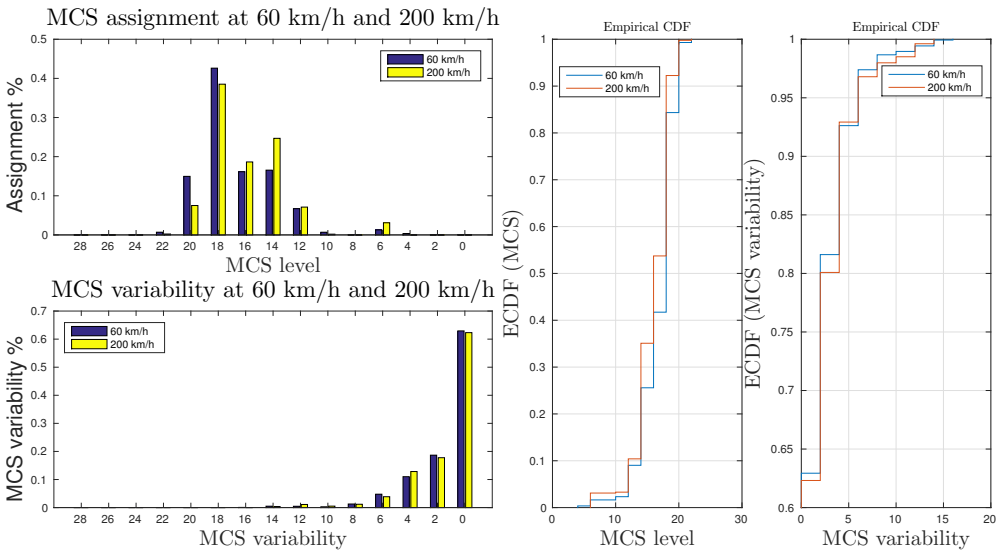 MCS assignment at 60 km/h and 200 km/h
0.5
0.4
0.3
0.2
0.1
0
Assignment %
60 km/h
200 km/h
28 26 24 22 20 18 16 14 12 10 8 6 4 2 0
MCS level
MCS variability at 60 km/h and 200 km/h
0.7
0.6
0.5
0.4
0.3
0.2
0.1
0
MCS variability %
60 km/h
200 km/h
28 26 24 22 20 18 16 14 12 10 8 6 4 2 0
MCS variability
Empirical CDF
1
0.9
0.8
0.7
0.6
0.5
0.4
0.3
0.2
0.1
0
ECDF (MCS)
60 km/h
200 km/h
0 10 20 30
MCS level
Empirical CDF
1
0.95
0.9
0.85
0.8
0.75
0.7
0.65
0.6
ECDF (MCS variability)
60 km/h
200 km/h
0 5 10 15 20
MCS variability